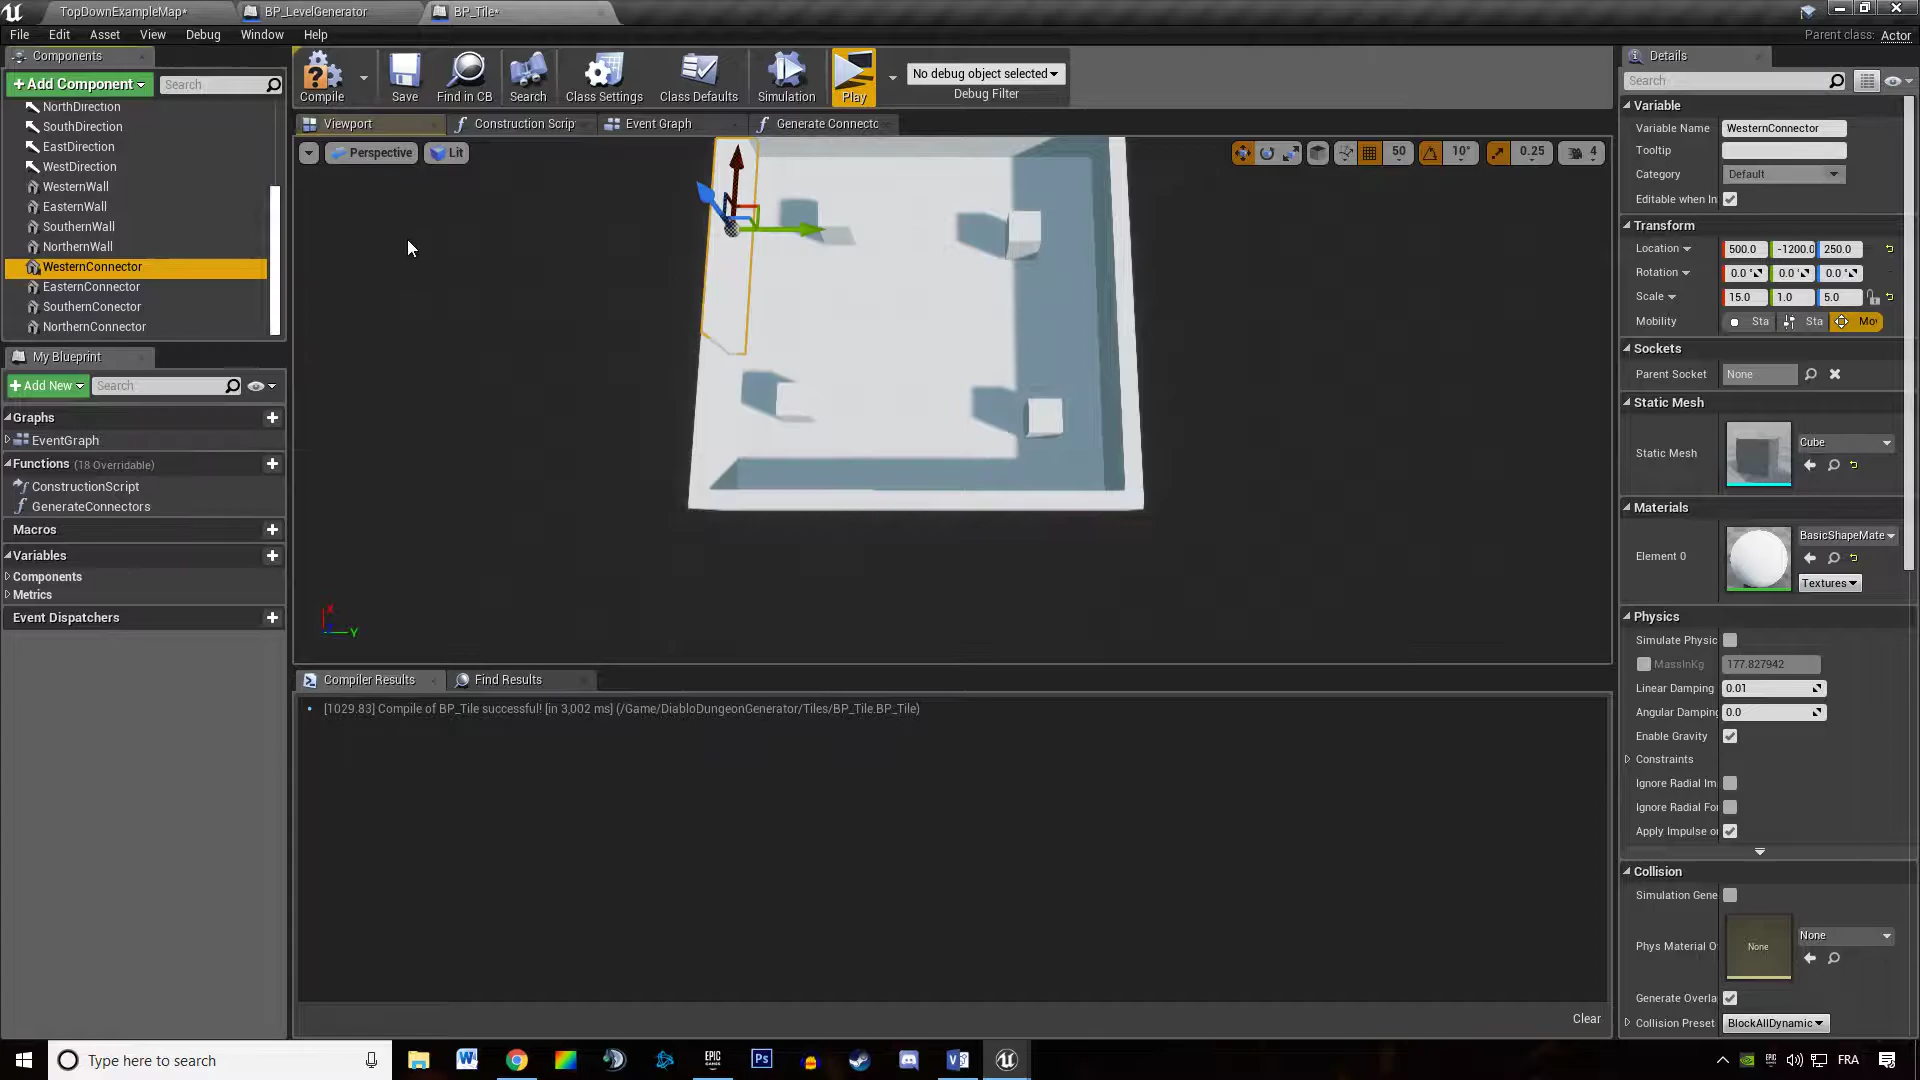 TopDownExampleMap*
BP_LevelGenerator
BP_Tile*
File Edit Asset View Debug Window Help
Parent class: Actor
Components
Add Component
Search
NorthDirection
SouthDirection
EastDirection
WestDirection
WesternWall
EasternWall
SouthernWall
NorthernWall
WesternConnector
EasternConnector
SouthernConector
NorthernConnector
My Blueprint
Add New
Search
Graphs
EventGraph
Functions (18 Overridable)
ConstructionScript
GenerateConnectors
Macros
Variables
Components
Metrics
Event Dispatchers
Compile
Save
Find in CB
Search
Class Settings
Class Defaults
Simulation
Play
No debug object selected
Debug Filter
Viewport
Construction Scrip
Event Graph
Generate Connectc
Perspective
Lit
50
10°
0.25
4
X
Y
Compiler Results
Find Results
[1029.83] Compile of BP_Tile successful! [in 3,002 ms] (/Game/DiabloDungeonGenerator/Tiles/BP_Tile.BP_Tile)
Clear
Details
Search
Variable
Variable Name WesternConnector
Tooltip
Category Default
Editable when In
Transform
Location 500.0 -1200.0 250.0
Rotation 0.0 ° 0.0 ° 0.0 °
Scale 15.0 1.0 5.0
Mobility Sta Sta Mov
Sockets
Parent Socket None
Static Mesh
Static Mesh Cube
Materials
Element 0 BasicShapeMate
Textures
Physics
Simulate Physic
MassInKg 177.827942
Linear Damping 0.01
Angular Damping 0.0
Enable Gravity
Constraints
Ignore Radial Im
Ignore Radial For
Apply Impulse or
Collision
Simulation Gene
Phys Material O None None
Generate Overla
Collision Preset BlockAllDynamic
Type here to search
EPIC GAMES
Ps
FRA